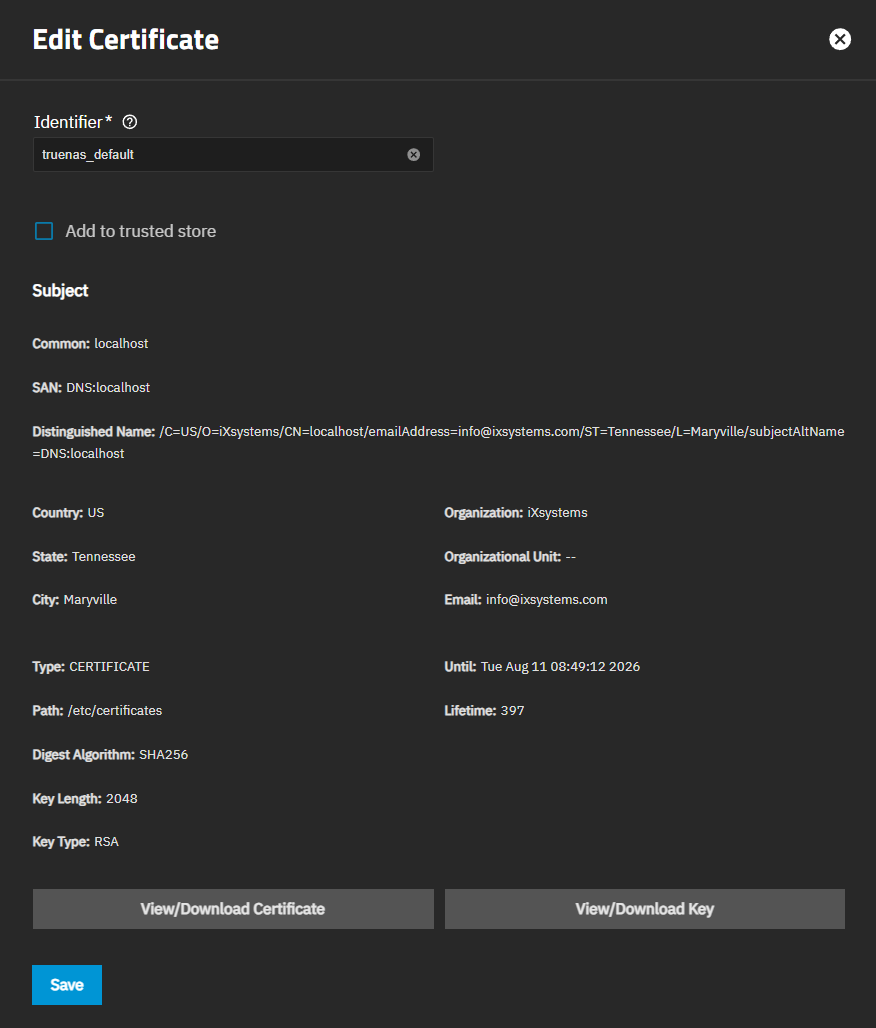 Edit Certificate
Identifier *
truenas_default
Add to trusted store
Subject
Common: localhost
SAN: DNS:localhost
Distinguished Name: /C=US/O=iXsystems/CN=localhost/emailAddress=info@ixsystems.com/ST=Tennessee/L=Maryville/subjectAltName
=DNS:localhost
Country: US
Organization: iXsystems
State: Tennessee
Organizational Unit: --
City: Maryville
Email: info@ixsystems.com
Type: CERTIFICATE
Until: Tue Aug 11 08:49:12 2026
Path: /etc/certificates
Lifetime: 397
Digest Algorithm: SHA256
Key Length: 2048
Key Type: RSA
View/Download Certificate
View/Download Key
Save